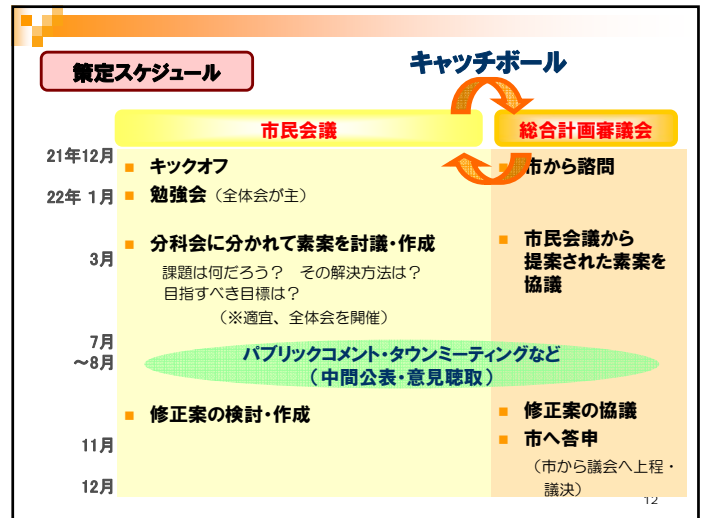 策定スケジュール
キャッチボール
市民会議
総合計画審議会
21年12月
■ キックオフ
■ 市から諮問
22年 1月
■ 勉強会（全体会が主）
3月
■ 分科会に分かれて素案を討議・作成
課題は何だろう？　その解決方法は？
目指すべき目標は？
（※適宜、全体会を開催）
■ 市民会議から
提案された素案を
協議
7月
～8月
パブリックコメント・タウンミーティングなど
（中間公表・意見聴取）
■ 修正案の検討・作成
■ 修正案の協議
11月
■ 市へ答申
（市から議会へ上程・
議決）
12月
12